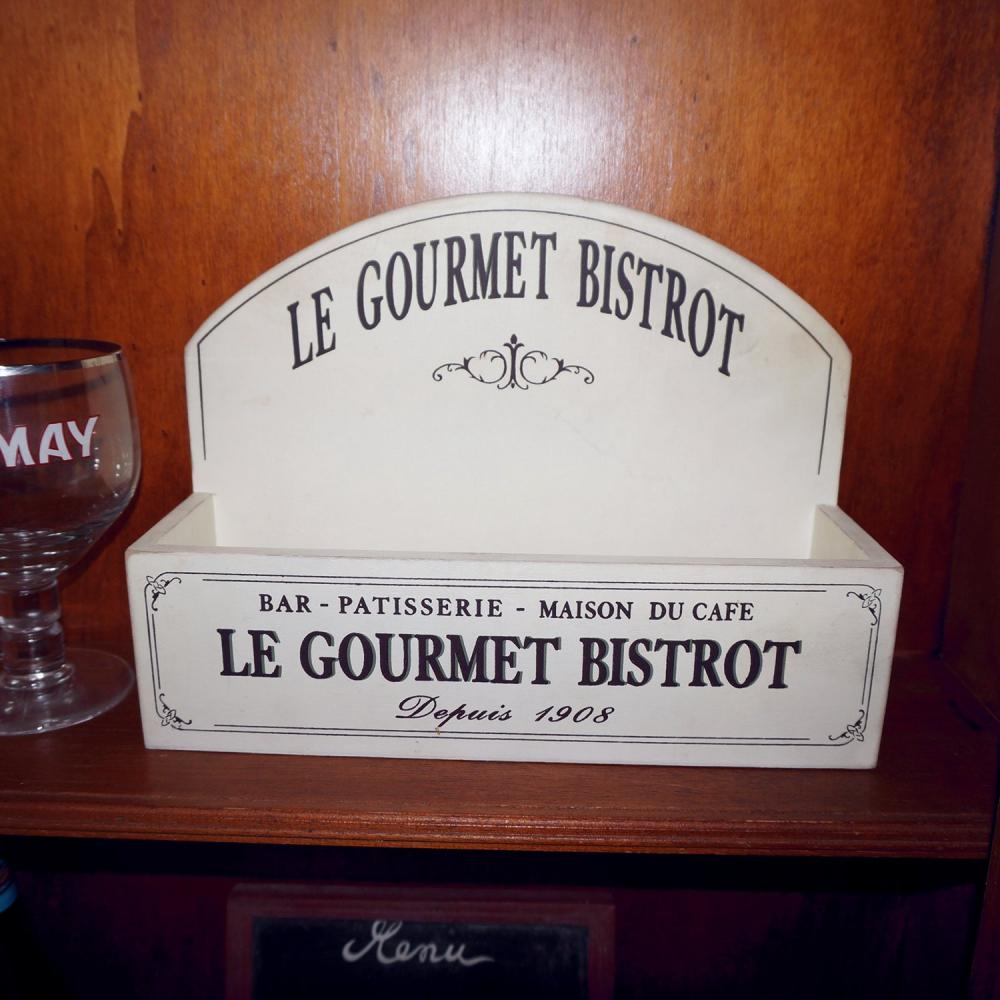 LE GOURMET BISTROT
MAY
BAR - PATISSERIE - MAISON DU CAFE
LE GOURMET BISTROT
Depuis 1908
Menu